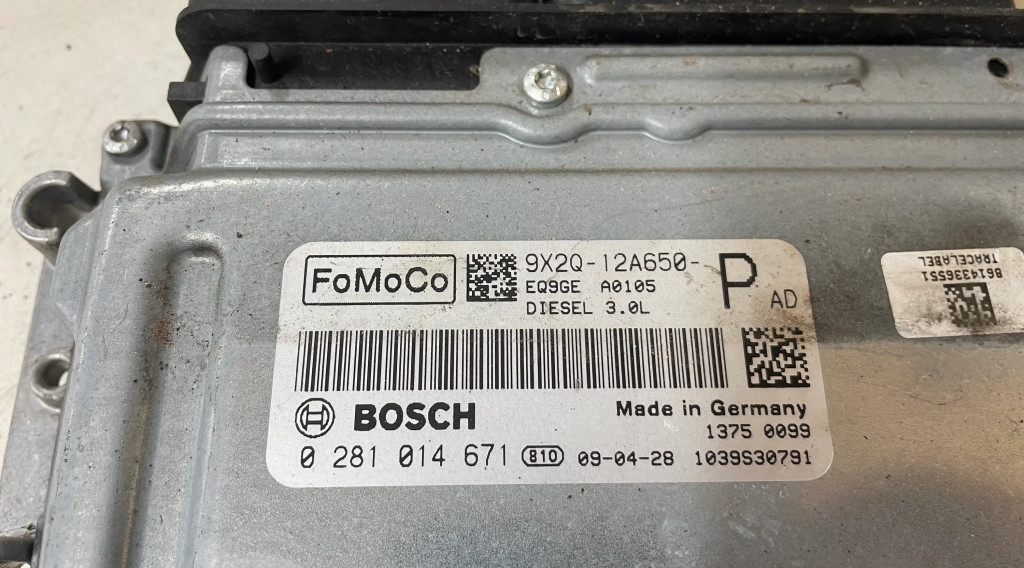 FoMoCo
9X2Q-12A650- P AD
EQ9GE A0105
DIESEL 3.0L
BOSCH
Made in Germany
1375 0099
0 281 014 671 810 09-04-28 1039S30791
8614336551
TRACELABEL